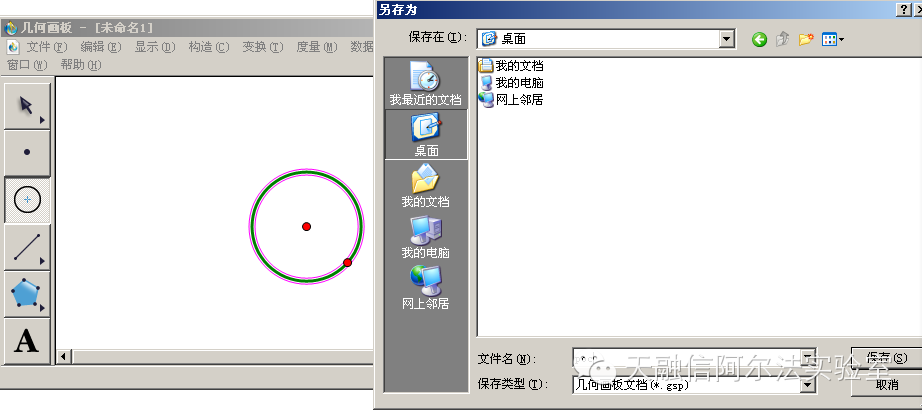 几何画板 - [未命名1]
文件(F) 编辑(E) 显示(D) 构造(C) 变换(T) 度量(M) 数据
窗口(W) 帮助(H)
A
另存为
保存在(I):
桌面
我最近的文档
桌面
我的文档
我的电脑
网上邻居
我的文档
我的电脑
网上邻居
文件名(N):
保存(S)
保存类型(T):
几何画板文档(*.gsp)
取消
天融信阿尔法实验室